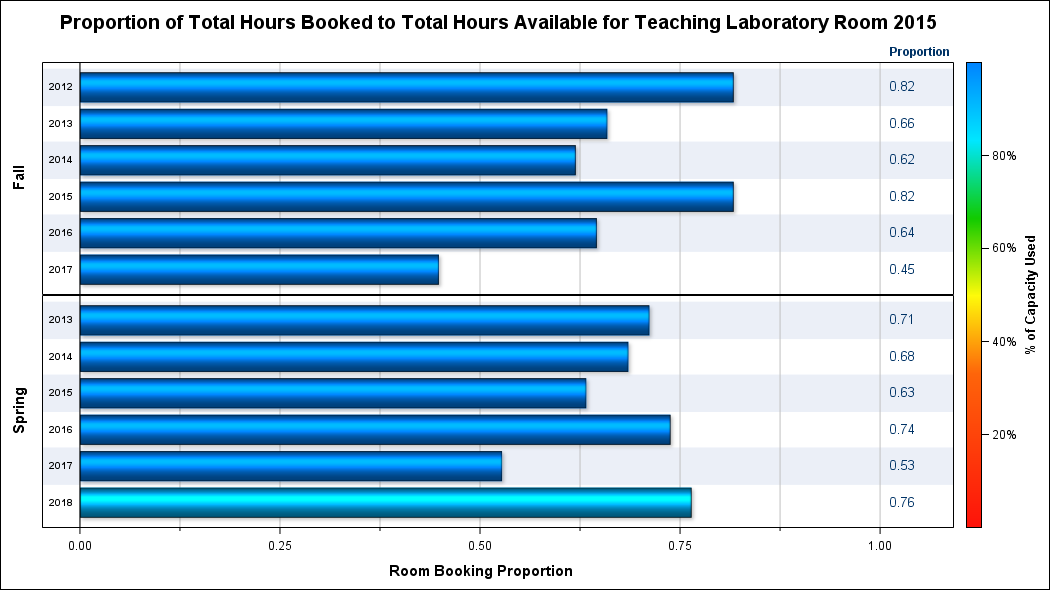 Proportion of Total Hours Booked to Total Hours Available for Teaching Laboratory Room 2015
Proportion
Fall
2012 0.82
2013 0.66
2014 0.62
2015 0.82
2016 0.64
2017 0.45
Spring
2013 0.71
2014 0.68
2015 0.63
2016 0.74
2017 0.53
2018 0.76
0.00 0.25 0.50 0.75 1.00
Room Booking Proportion
80%
60%
40%
20%
% of Capacity Used